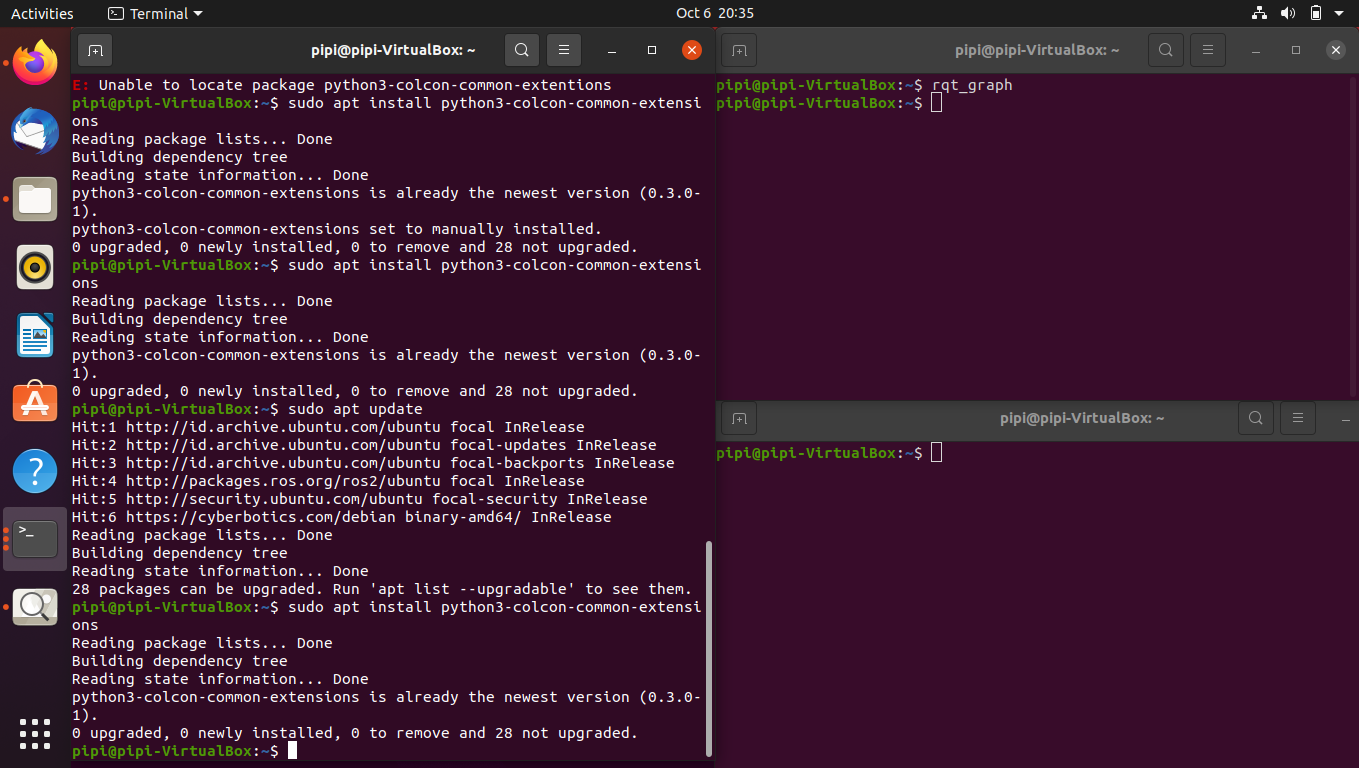 Activities
Terminal
Oct 6 20:35
pipi@pipi-VirtualBox: ~
E: Unable to locate package python3-colcon-common-extentions
pipi@pipi-VirtualBox:~$ sudo apt install python3-colcon-common-extensi
ons
Reading package lists... Done
Building dependency tree
Reading state information... Done
python3-colcon-common-extensions is already the newest version (0.3.0-
1).
python3-colcon-common-extensions set to manually installed.
0 upgraded, 0 newly installed, 0 to remove and 28 not upgraded.
pipi@pipi-VirtualBox:~$ sudo apt install python3-colcon-common-extensi
ons
Reading package lists... Done
Building dependency tree
Reading state information... Done
python3-colcon-common-extensions is already the newest version (0.3.0-
1).
0 upgraded, 0 newly installed, 0 to remove and 28 not upgraded.
pipi@pipi-VirtualBox:~$ sudo apt update
Hit:1 http://id.archive.ubuntu.com/ubuntu focal InRelease
Hit:2 http://id.archive.ubuntu.com/ubuntu focal-updates InRelease
Hit:3 http://id.archive.ubuntu.com/ubuntu focal-backports InRelease
Hit:4 http://packages.ros.org/ros2/ubuntu focal InRelease
Hit:5 http://security.ubuntu.com/ubuntu focal-security InRelease
Hit:6 https://cyberbotics.com/debian binary-amd64/ InRelease
Reading package lists... Done
Building dependency tree
Reading state information... Done
28 packages can be upgraded. Run 'apt list --upgradable' to see them.
pipi@pipi-VirtualBox:~$ sudo apt install python3-colcon-common-extensi
ons
Reading package lists... Done
Building dependency tree
Reading state information... Done
python3-colcon-common-extensions is already the newest version (0.3.0-
1).
0 upgraded, 0 newly installed, 0 to remove and 28 not upgraded.
pipi@pipi-VirtualBox:~$
pipi@pipi-VirtualBox: ~
pipi@pipi-VirtualBox:~$ rqt_graph
pipi@pipi-VirtualBox:~$
pipi@pipi-VirtualBox: ~
pipi@pipi-VirtualBox:~$